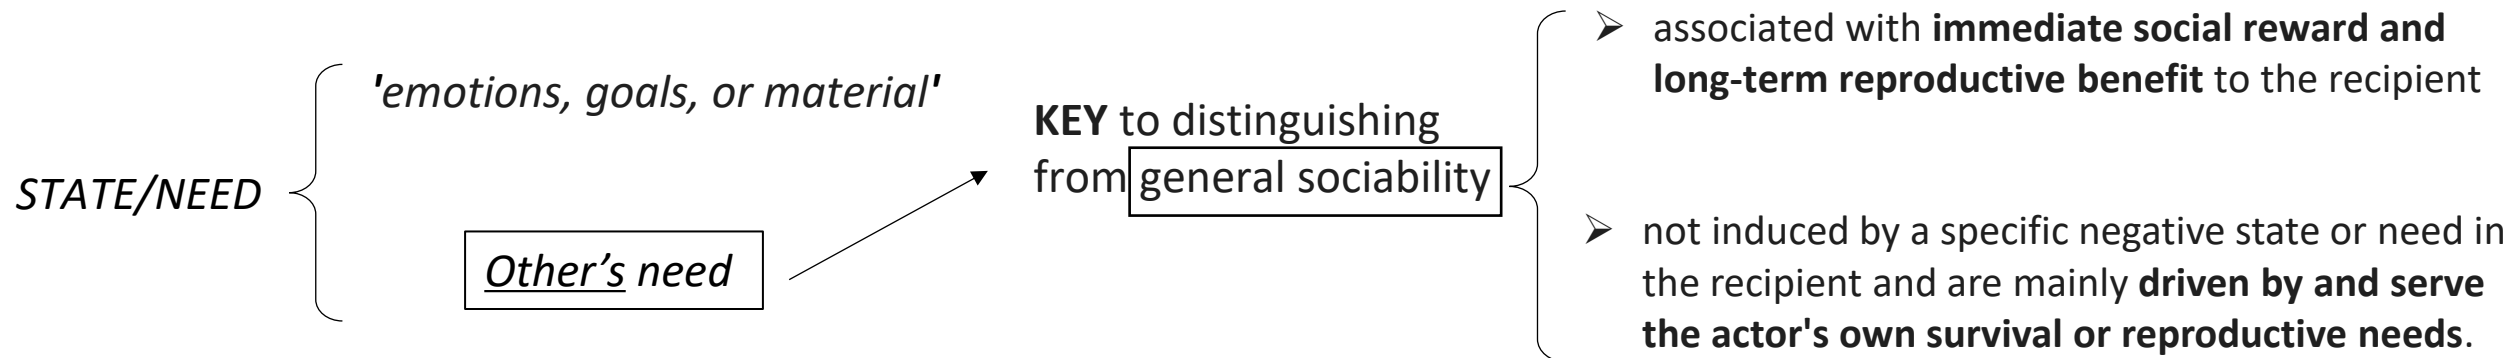 STATE/NEED
'emotions, goals, or material'
Other’s need
KEY to distinguishing
from general sociability
associated with immediate social reward and
long-term reproductive benefit to the recipient
not induced by a specific negative state or need in
the recipient and are mainly driven by and serve
the actor's own survival or reproductive needs.